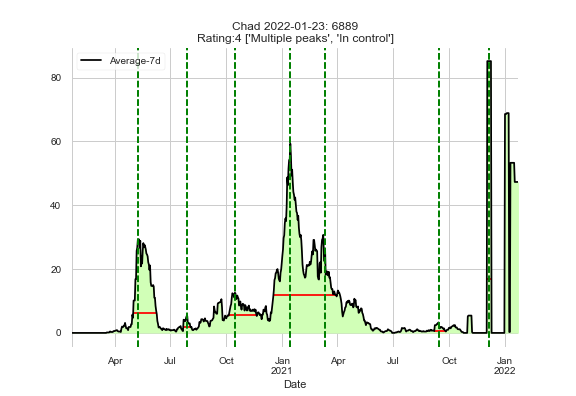 Chad 2022-01-23: 6889
Rating:4 ['Multiple peaks', 'In control']
Average-7d
80
60
40
20
0
Apr Jul Oct Jan Apr Jul Oct Jan
2021 2022
Date